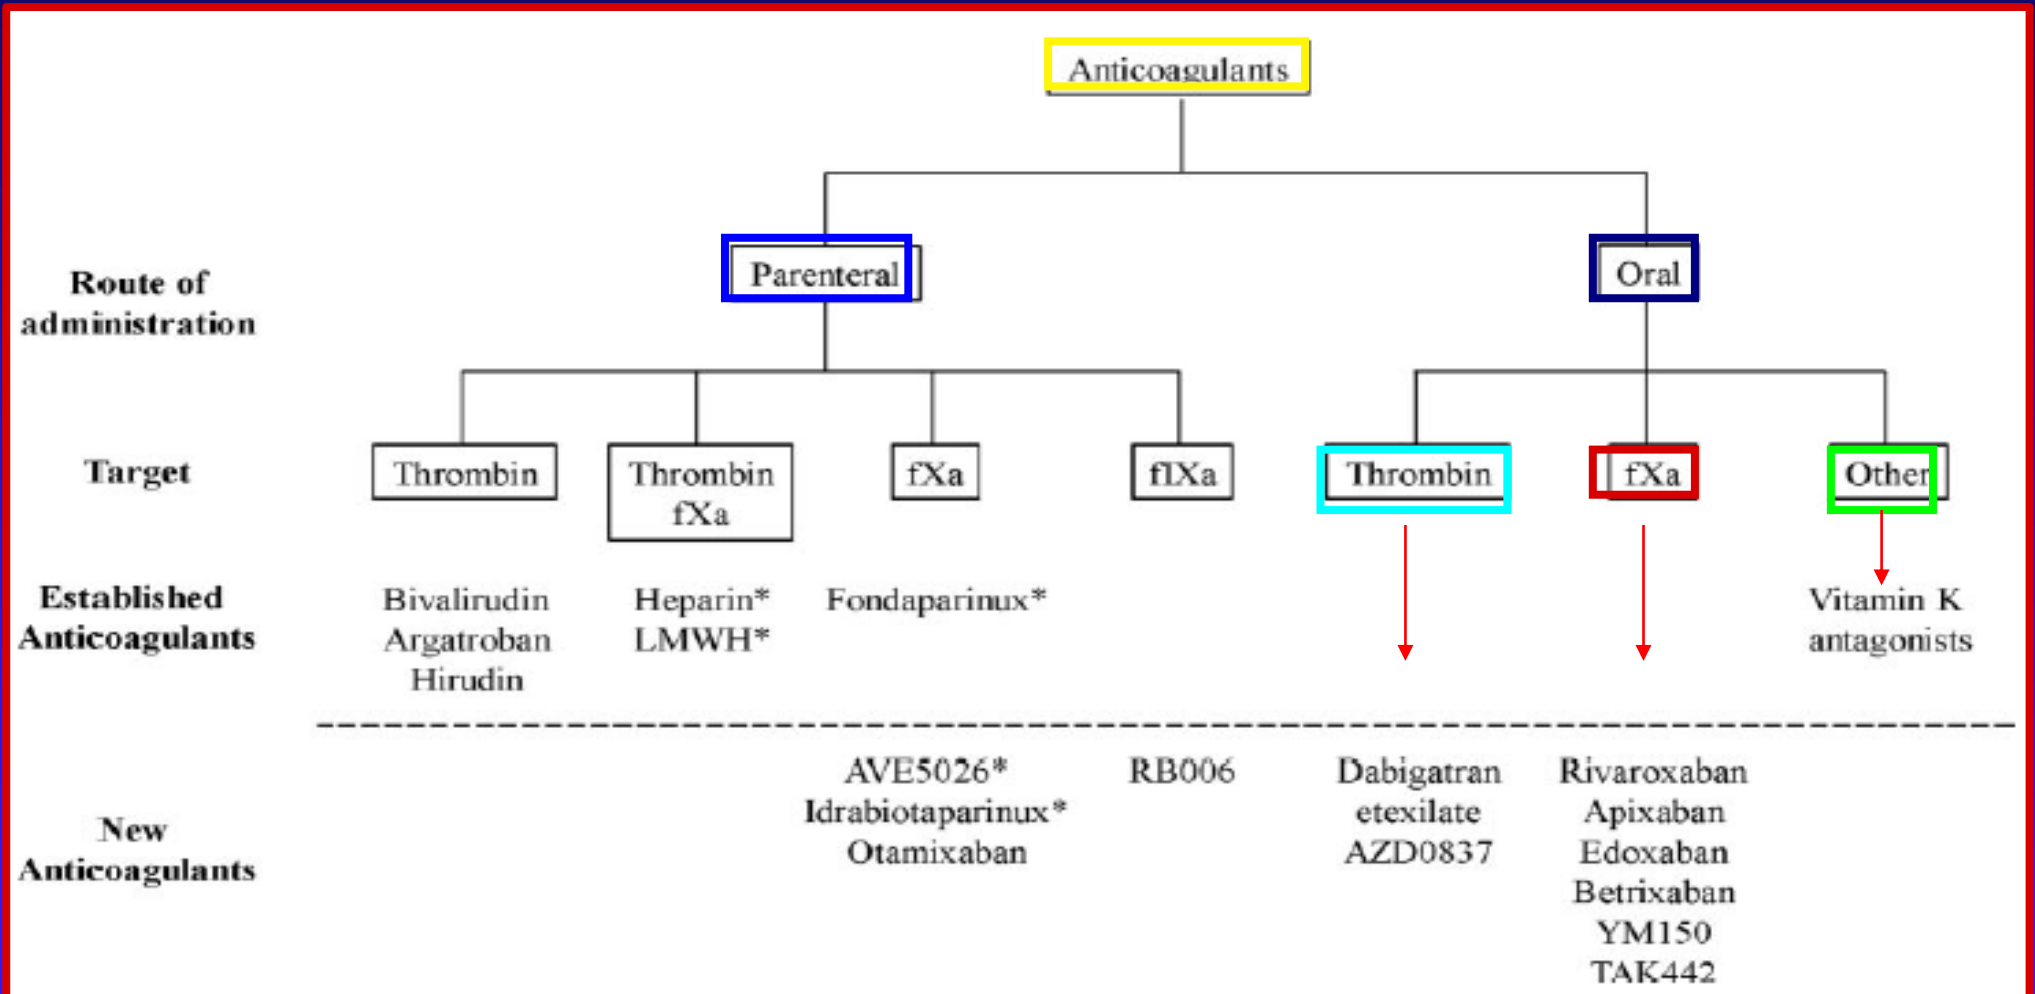 Anticoagulants
Route of
administration
Parenteral
Oral
Target
Thrombin
Thrombin
fXa
fXa
fIXa
Thrombin
fXa
Other
Established
Anticoagulants
Bivalirudin
Argatroban
Hirudin
Heparin*
LMWH*
Fondaparinux*
Vitamin K
antagonists
New
Anticoagulants
AVE5026*
Idrabiotaparinux*
Otamixaban
RB006
Dabigatran
etexilate
AZD0837
Rivaroxaban
Apixaban
Edoxaban
Betrixaban
YM150
TAK442